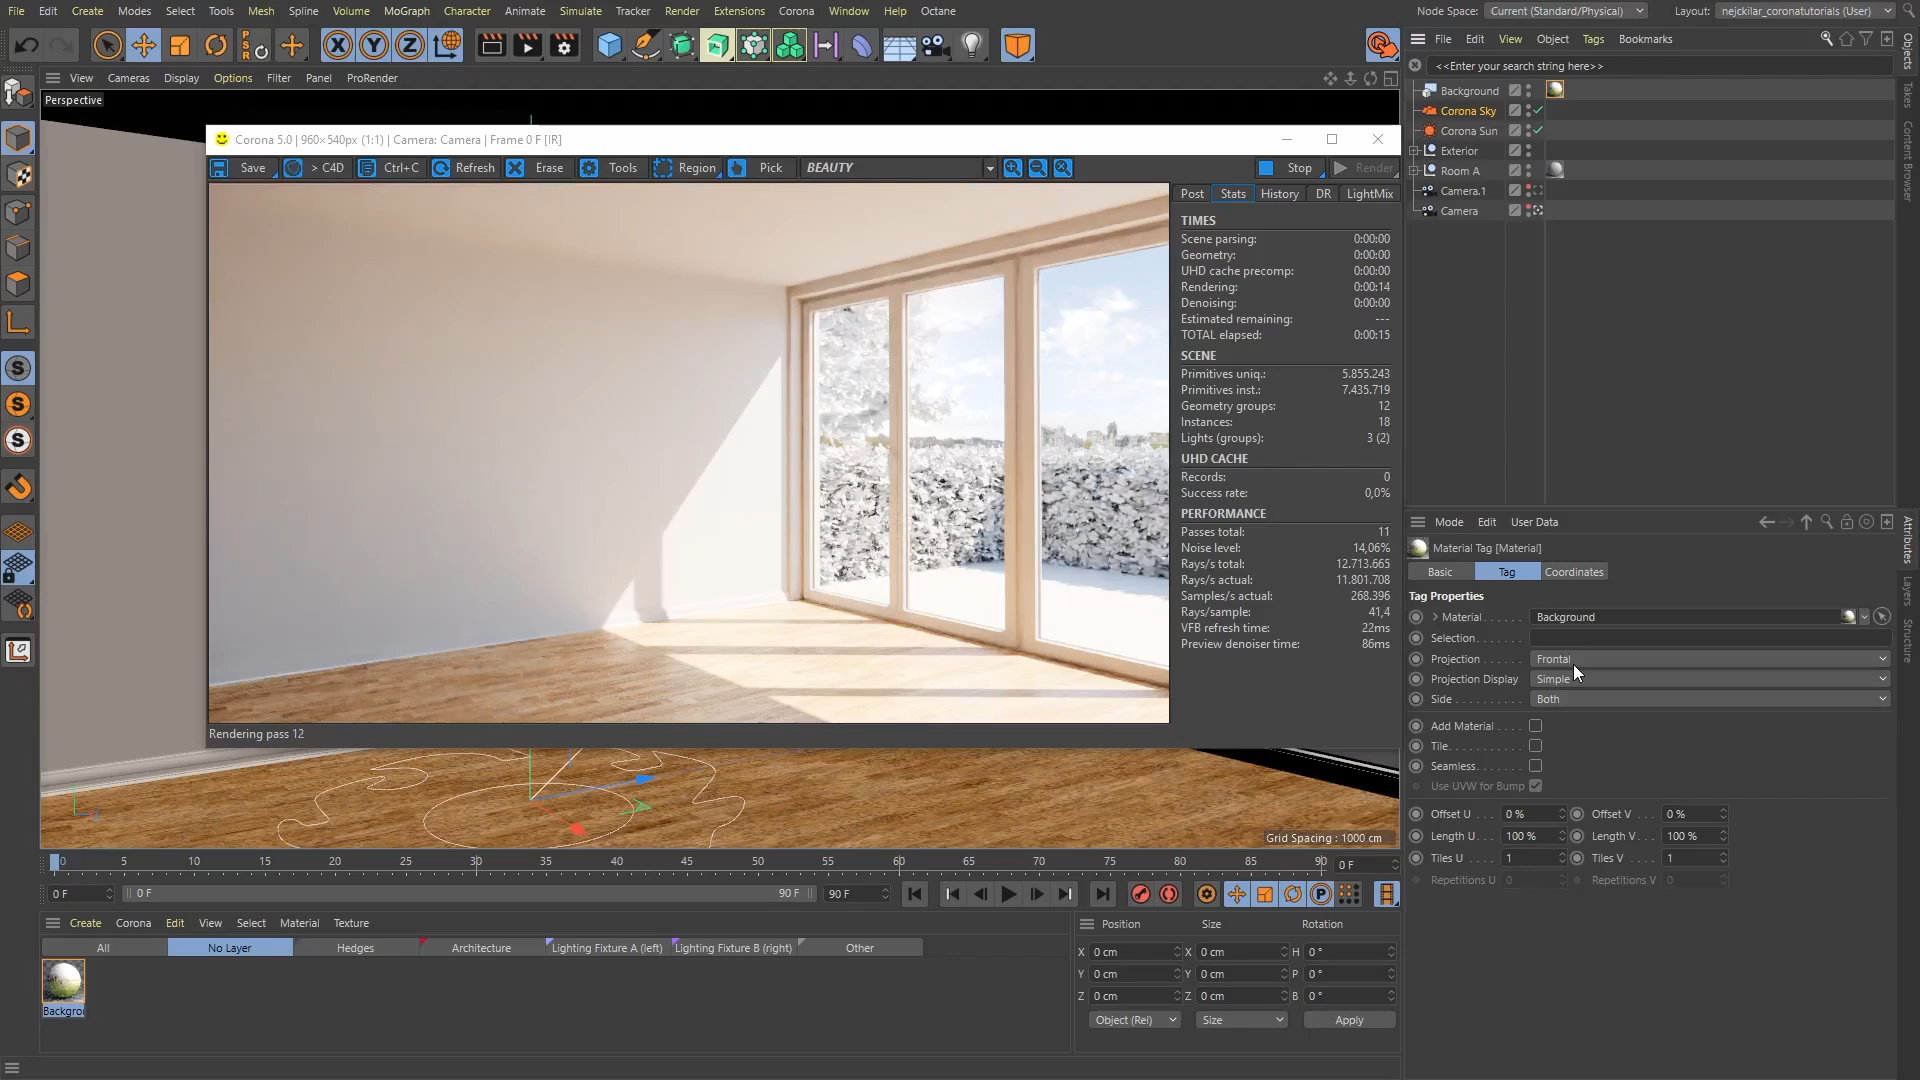 File Edit Create Modes Select Tools Mesh Spline Volume MoGraph Character Animate Simulate Tracker Render Extensions Corona Window Help Octane
Node Space: Current (Standard/Physical) Layout: nejckilar_coronatutorials (User)
PSR X Y Z
File Edit View Object Tags Bookmarks
<<Enter your search string here>>
View Cameras Display Options Filter Panel ProRender
Perspective
Background
Corona Sky
Corona Sun
Exterior
Room A
Camera.1
Camera
Objects
Takes
Content Browser
Corona 5.0 | 960×540px (1:1) | Camera: Camera | Frame 0 F [IR]
Save > C4D Ctrl+C Refresh Erase Tools Region Pick BEAUTY Stop Render
Post Stats History DR LightMix
TIMES
Scene parsing: 0:00:00
Geometry: 0:00:00
UHD cache precomp: 0:00:00
Rendering: 0:00:14
Denoising: 0:00:00
Estimated remaining: ---
TOTAL elapsed: 0:00:15
SCENE
Primitives uniq.: 5.855.243
Primitives inst.: 7.435.719
Geometry groups: 12
Instances: 18
Lights (groups): 3 (2)
UHD CACHE
Records: 0
Success rate: 0,0%
PERFORMANCE
Passes total: 11
Noise level: 14,06%
Rays/s total: 12.713.665
Rays/s actual: 11.801.708
Samples/s actual: 268.396
Rays/sample: 41,4
VFB refresh time: 22ms
Preview denoiser time: 86ms
Rendering pass 12
Grid Spacing : 1000 cm
S
S
S
Mode Edit User Data
Material Tag [Material]
Basic Tag Coordinates
Tag Properties
Material . . . . . . Background
Selection. . . . . .
Projection . . . . . . Frontal
Projection Display Simple
Side . . . . . . . . . . Both
Add Material
Tile. . . . . . . . . . .
Seamless. . . . . .
Use UVW for Bump
Offset U . . . 0 % Offset V . . . 0 %
Length U. . . 100 % Length V. . . 100 %
Tiles U . . . . 1 Tiles V . . . . 1
Repetitions U 0 Repetitions V 0
Attributes
Layers
Structure
0 5 10 15 20 25 30 35 40 45 50 55 60 65 70 75 80 85 90 0 F
0 F 0 F 90 F 90 F P
Create Corona Edit View Select Material Texture
All No Layer Hedges Architecture Lighting Fixture A (left) Lighting Fixture B (right) Other
Backgrou
Position Size Rotation
X 0 cm X 0 cm H 0 °
Y 0 cm Y 0 cm P 0 °
Z 0 cm Z 0 cm B 0 °
Object (Rel) Size Apply